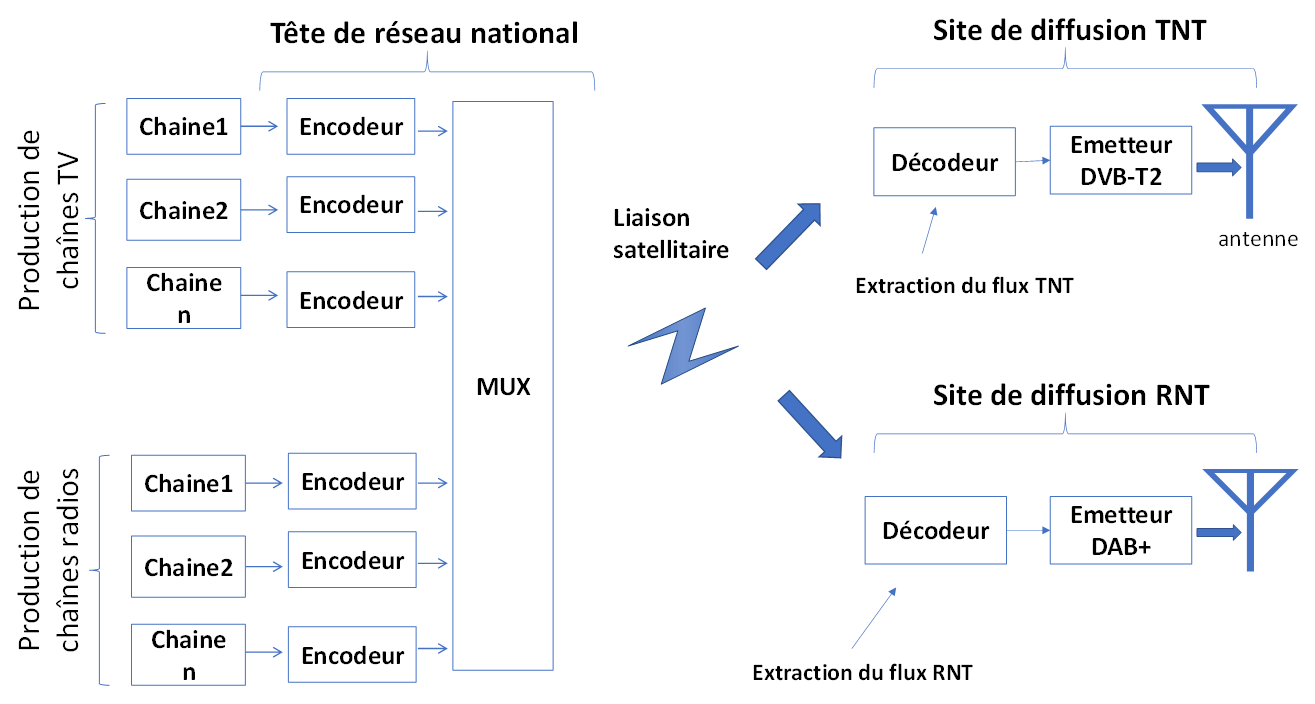 Tête de réseau national
Production de
chaînes TV
Chaine1
Encodeur
Chaine2
Encodeur
Chaine
n
Encodeur
MUX
Production de
chaînes radios
Chaine1
Encodeur
Chaine2
Encodeur
Chaine
n
Encodeur
Liaison
satellitaire
Site de diffusion TNT
Décodeur
Emetteur
DVB-T2
antenne
Extraction du flux TNT
Site de diffusion RNT
Décodeur
Emetteur
DAB+
Extraction du flux RNT